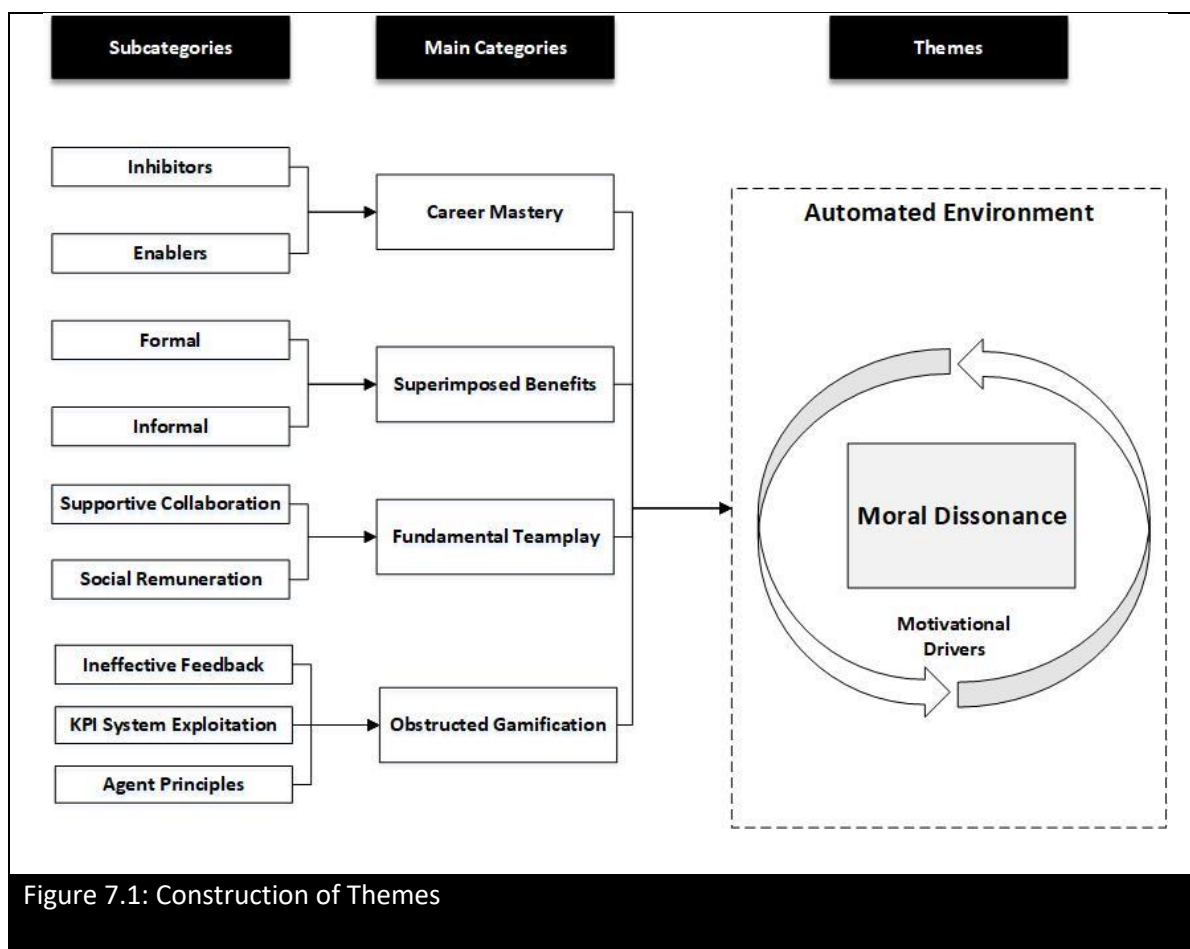 Subcategories
Main Categories
Themes
Inhibitors
Enablers
Career Mastery
Formal
Informal
Superimposed Benefits
Supportive Collaboration
Social Remuneration
Fundamental Teamplay
Ineffective Feedback
KPI System Exploitation
Agent Principles
Obstructed Gamification
Automated Environment
Moral Dissonance
Motivational
Drivers
Figure 7.1: Construction of Themes